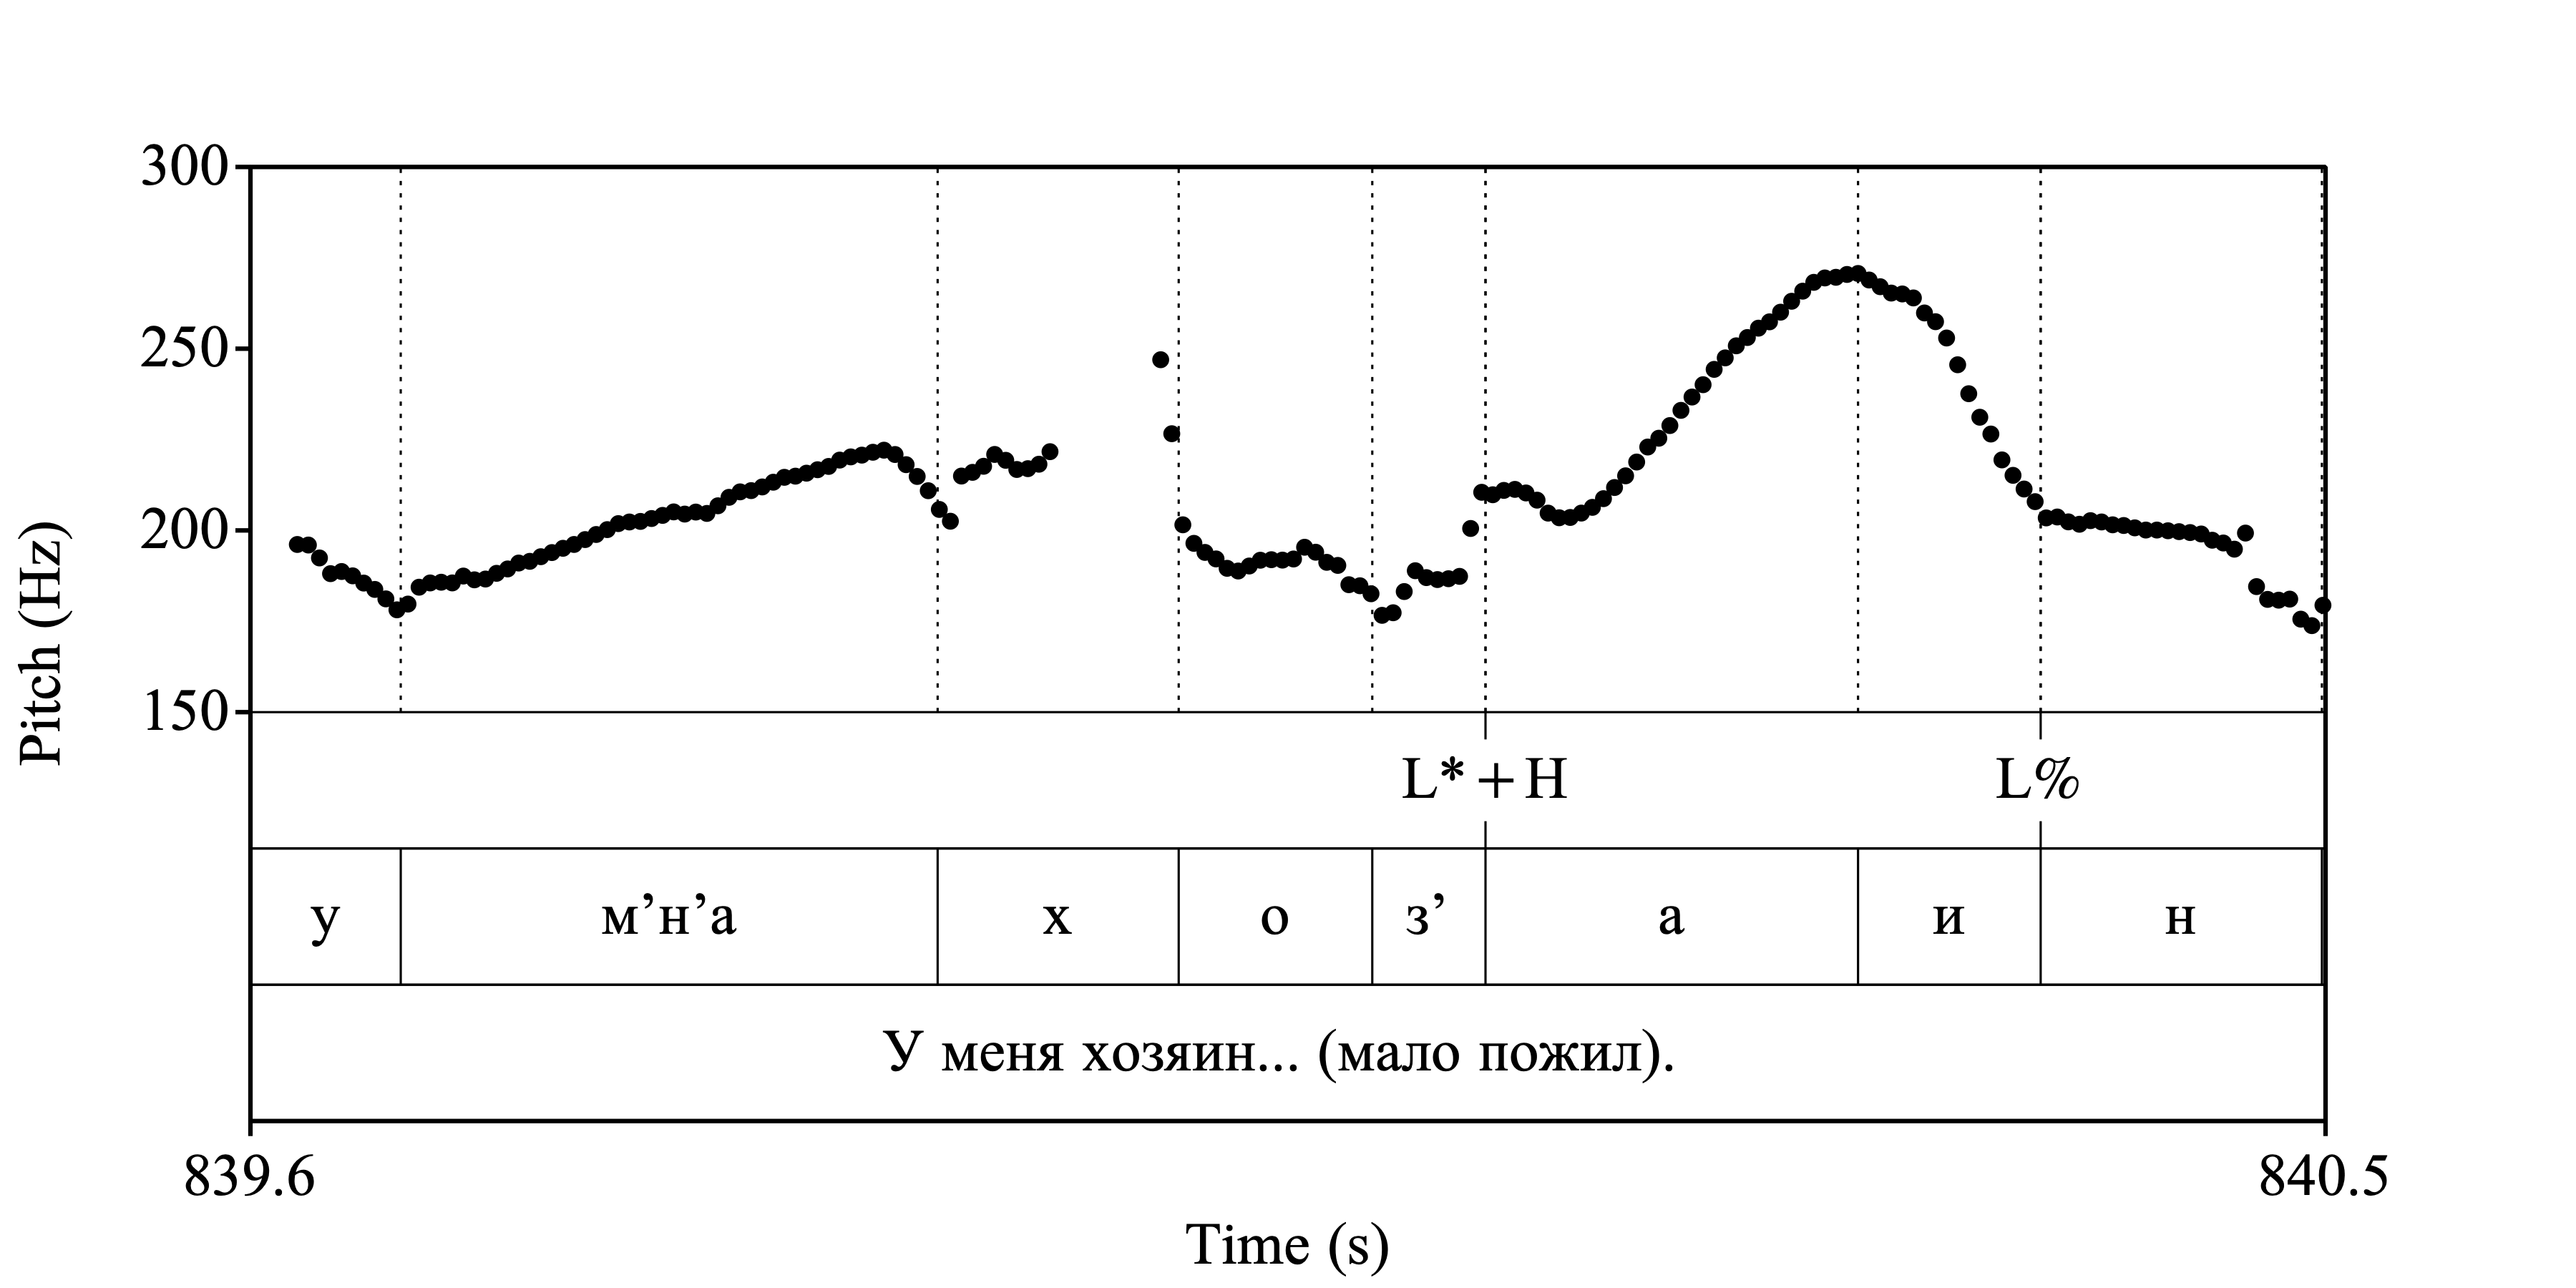 300
250
200
150
Pitch (Hz)
L*+H L%
у м’н’а х о з’ а и н
У меня хозяин... (мало пожил).
839.6 840.5
Time (s)